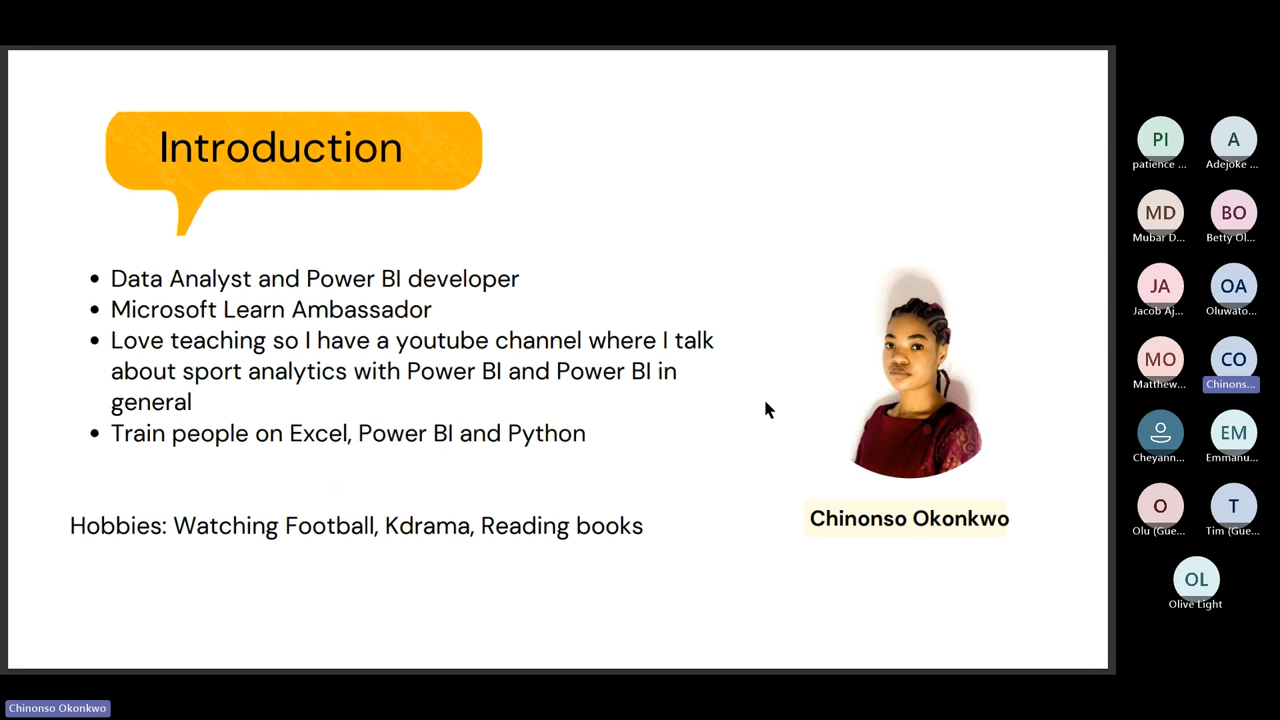 Introduction
• Data Analyst and Power BI developer
• Microsoft Learn Ambassador
• Love teaching so I have a youtube channel where I talk
about sport analytics with Power BI and Power BI in
general
• Train people on Excel, Power BI and Python
Hobbies: Watching Football, Kdrama, Reading books
Chinonso Okonkwo
PI
patience ...
A
Adejoke ...
MD
Mubar D...
BO
Betty Ol...
JA
Jacob Aj...
OA
Oluwato...
MO
Matthew...
CO
Chinons...
Cheyann...
EM
Emmanu...
O
Olu (Gue...
T
Tim (Gue...
OL
Olive Light
Chinonso Okonkwo